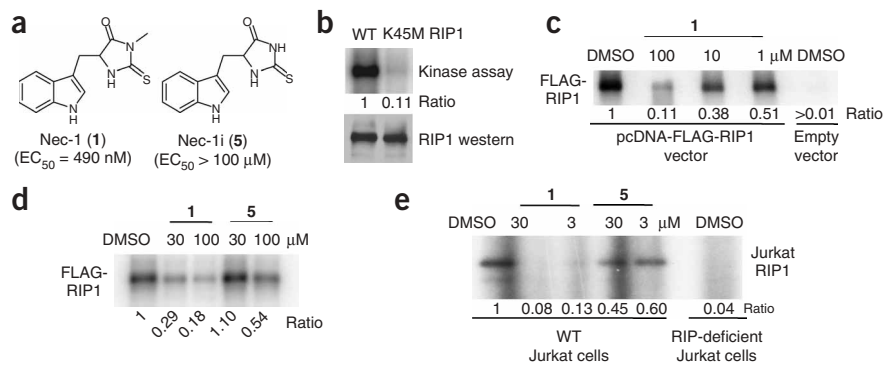 a
O
N
HN
NH
S
N
H
Nec-1 (1)
(EC50 = 490 nM)
O
NH
HN
S
N
H
Nec-1i (5)
(EC50 > 100 μM)
b
WT K45M RIP1
Kinase assay
1 0.11 Ratio
RIP1 western
c
1
DMSO 100 10 1 μM DMSO
FLAG-
RIP1
1 0.11 0.38 0.51 >0.01 Ratio
pcDNA-FLAG-RIP1
vector
Empty
vector
d
1 5
DMSO 30 100 30 100 μM
FLAG-
RIP1
1 0.29 0.18 1.10 0.54 Ratio
e
1 5
DMSO 30 3 30 3 μM DMSO
Jurkat
RIP1
1 0.08 0.13 0.45 0.60 0.04 Ratio
WT
Jurkat cells
RIP-deficient
Jurkat cells